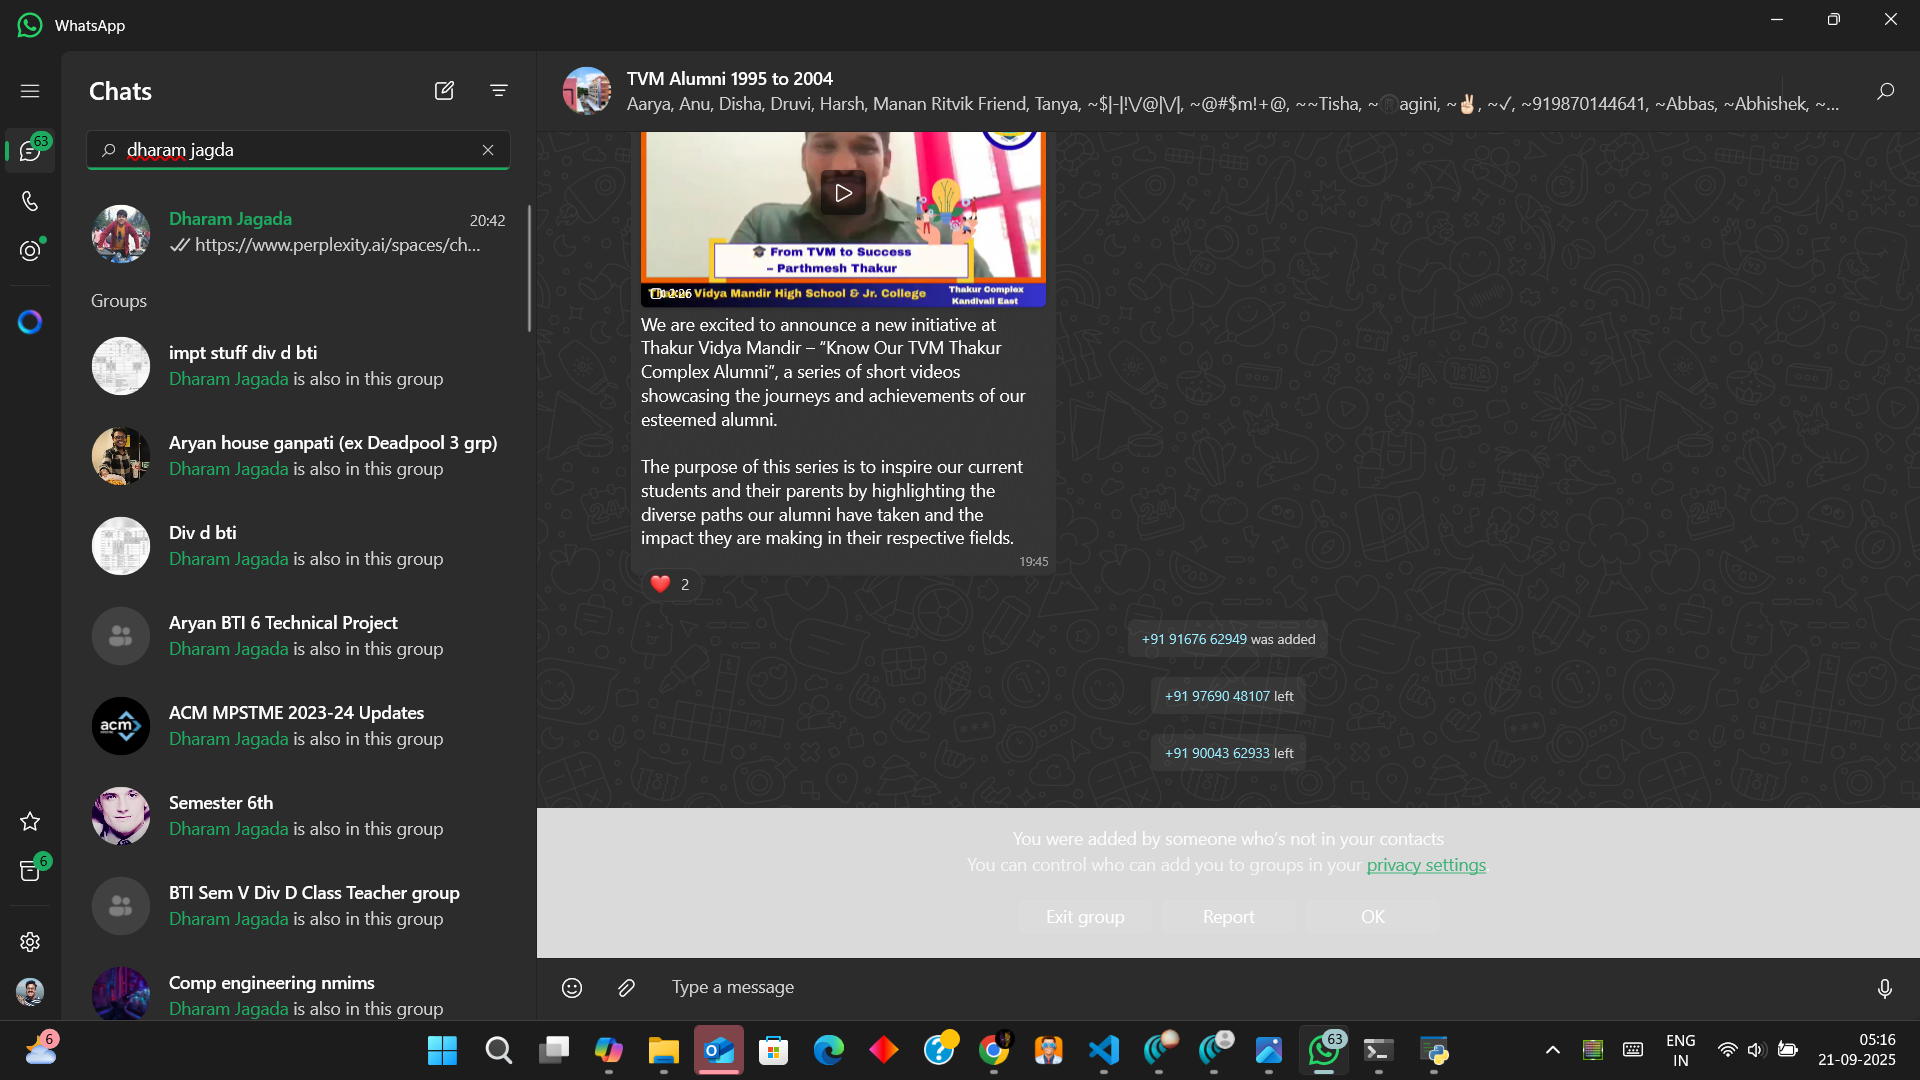 WhatsApp
Chats
63
dharam jagda
Dharam Jagada
20:42
https://www.perplexity.ai/spaces/ch...
Groups
impt stuff div d bti
Dharam Jagada is also in this group
Aryan house ganpati (ex Deadpool 3 grp)
Dharam Jagada is also in this group
Div d bti
Dharam Jagada is also in this group
Aryan BTI 6 Technical Project
Dharam Jagada is also in this group
acm
ACM MPSTME 2023-24 Updates
Dharam Jagada is also in this group
Semester 6th
Dharam Jagada is also in this group
6
BTI Sem V Div D Class Teacher group
Dharam Jagada is also in this group
Comp engineering nmims
Dharam Jagada is also in this group
TVM Alumni 1995 to 2004
Aarya, Anu, Disha, Druvi, Harsh, Manan Ritvik Friend, Tanya, ~$|-|!\/@|\/|, ~@#$m!+@, ~~Tisha, ~🅡agini, ~✌🏻, ~✓, ~919870144641, ~Abbas, ~Abhishek, ~...
🎓 From TVM to Success
– Parthmesh Thakur
2:26
Vidya Mandir High School & Jr. College
Thakur Complex
Kandivali East
We are excited to announce a new initiative at
Thakur Vidya Mandir – “Know Our TVM Thakur
Complex Alumni”, a series of short videos
showcasing the journeys and achievements of our
esteemed alumni.
The purpose of this series is to inspire our current
students and their parents by highlighting the
diverse paths our alumni have taken and the
impact they are making in their respective fields.
19:45
❤️ 2
+91 91676 62949 was added
+91 97690 48107 left
+91 90043 62933 left
You were added by someone who's not in your contacts
You can control who can add you to groups in your privacy settings
Exit group
Report
OK
Type a message
6
63
ENG
IN
05:16
21-09-2025